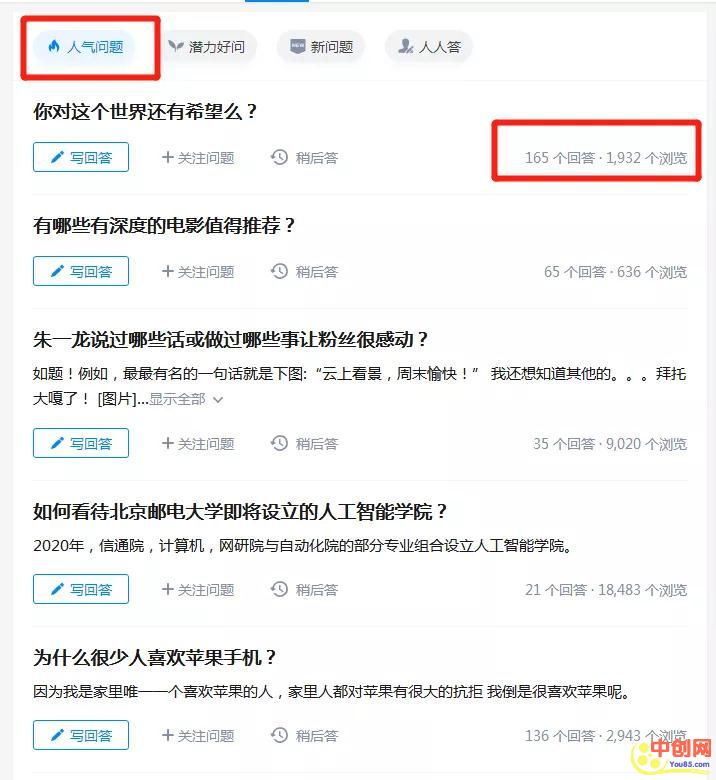 人气问题 潜力好问 NEW 新问题 人人答
你对这个世界还有希望么？
写回答 + 关注问题 稍后答 165 个回答 · 1,932 个浏览
有哪些有深度的电影值得推荐？
写回答 + 关注问题 稍后答 65 个回答 · 636 个浏览
朱一龙说过哪些话或做过哪些事让粉丝很感动？
如题！例如，最最有名的一句话就是下图:“云上看景，周末愉快！” 我还想知道其他的。。。拜托
大嘎了！ [图片]...显示全部
写回答 + 关注问题 稍后答 35 个回答 · 9,020 个浏览
如何看待北京邮电大学即将设立的人工智能学院？
2020年，信通院，计算机，网研院与自动化院的部分专业组合设立人工智能学院。
写回答 + 关注问题 稍后答 21 个回答 · 18,483 个浏览
为什么很少人喜欢苹果手机？
因为我是家里唯一一个喜欢苹果的人，家里人都对苹果有很大的抗拒 我倒是很喜欢苹果呢。
写回答 + 关注问题 稍后答 136 个回答 · 2,943 个浏览
中创网
You85.com